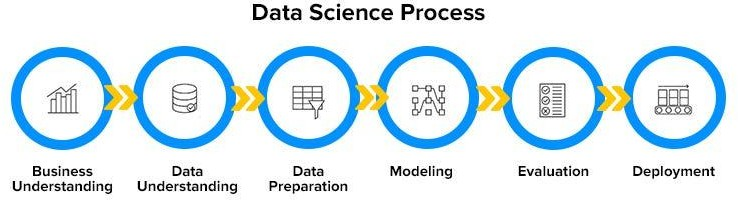 Data Science Process
Business
Understanding
Data
Understanding
Data
Preparation
Modeling
Evaluation
Deployment